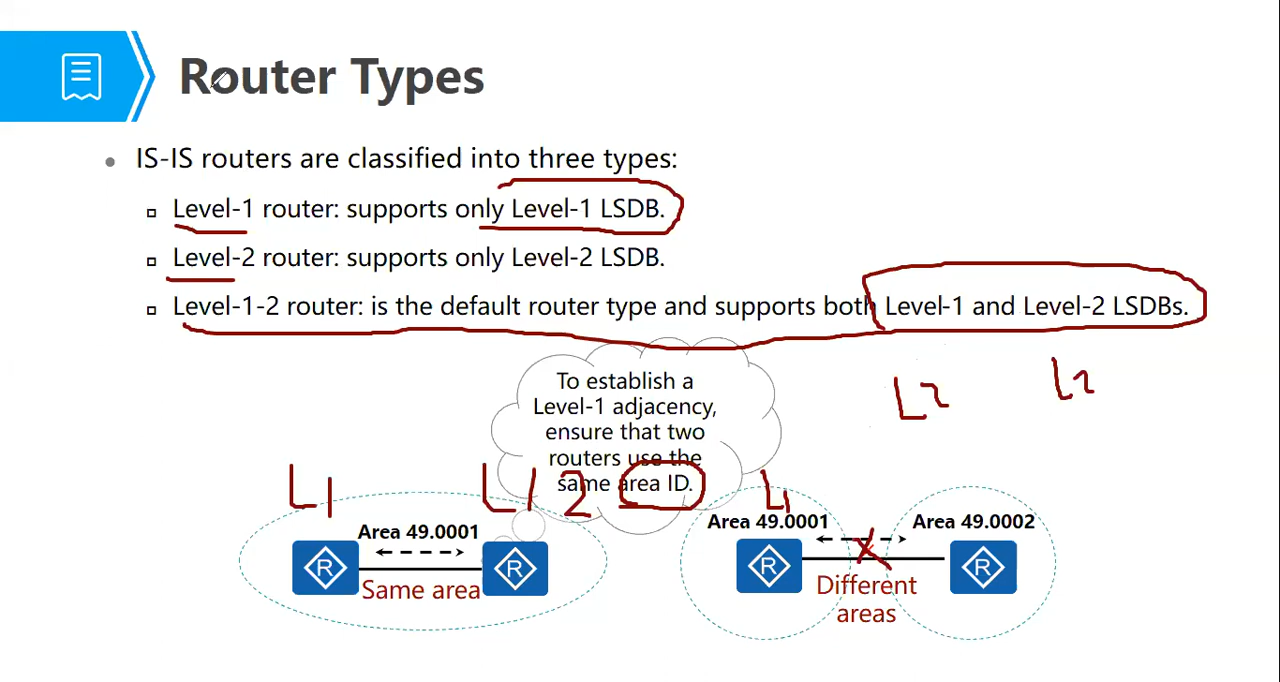 Router Types
IS-IS routers are classified into three types:
Level-1 router: supports only Level-1 LSDB.
Level-2 router: supports only Level-2 LSDB.
Level-1-2 router: is the default router type and supports both Level-1 and Level-2 LSDBs.
To establish a
Level-1 adjacency,
ensure that two
routers use the
same area ID.
L2
L2
L1
L12
L1
Area 49.0001
Same area
R
R
Area 49.0001
Area 49.0002
Different
areas
R
R